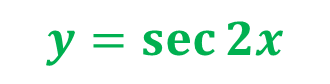 y = sec 2x